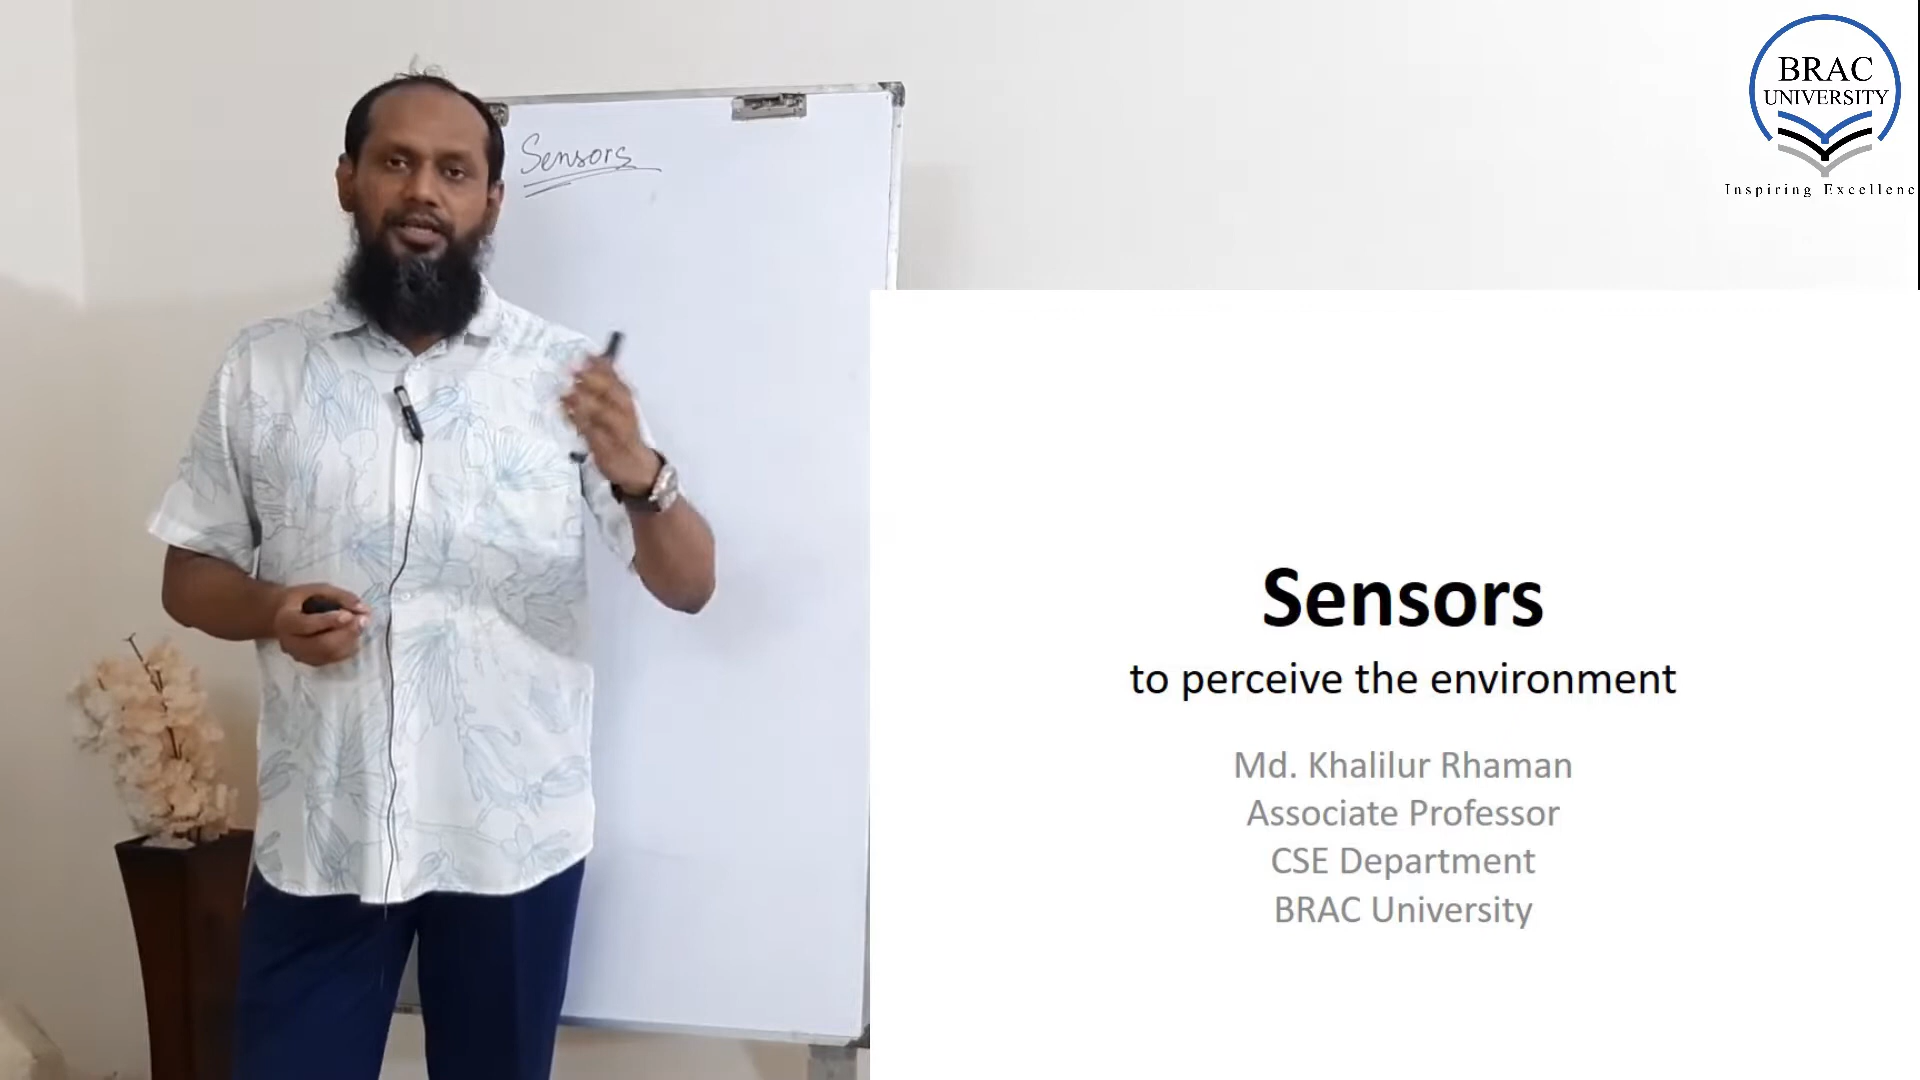 Sensors
BRAC
UNIVERSITY
Inspiring Excellenc
Sensors
to perceive the environment
Md. Khalilur Rhaman
Associate Professor
CSE Department
BRAC University